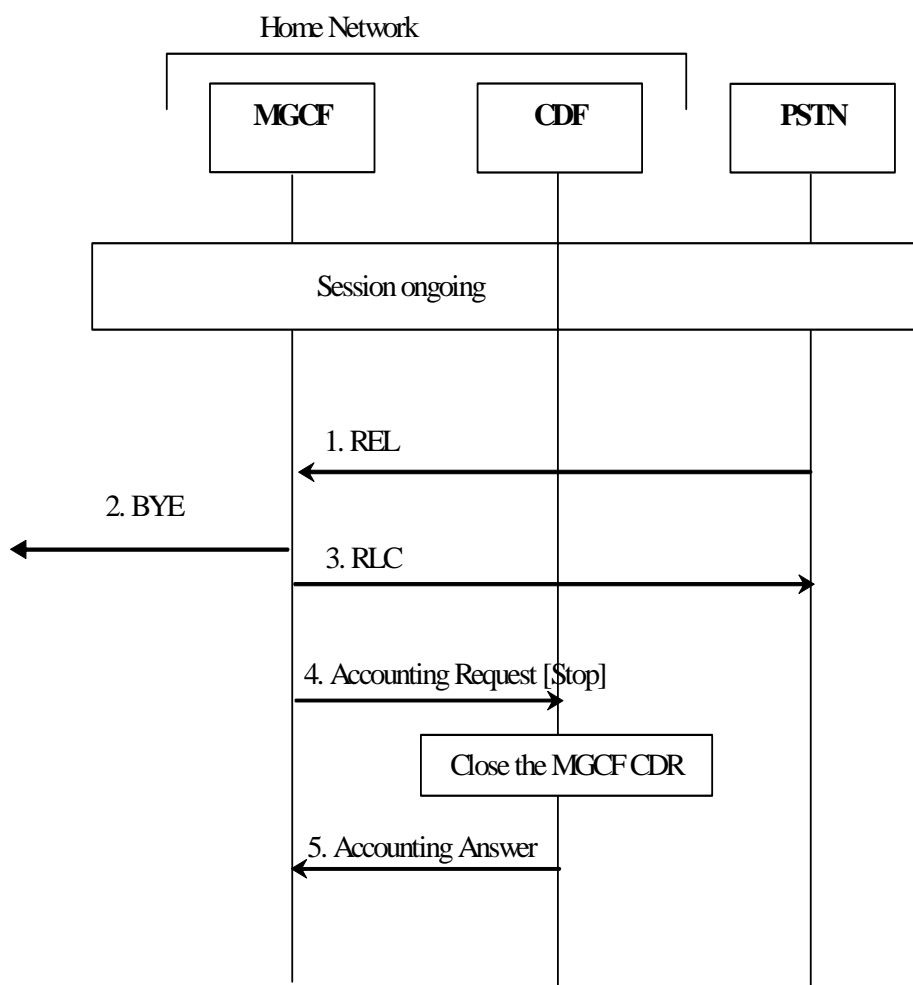 Home Network
MGCF
CDF
PSTN
Session ongoing
1. REL
2. BYE
3. RLC
4. Accounting Request [Stop]
Close the MGCF CDR
5. Accounting Answer